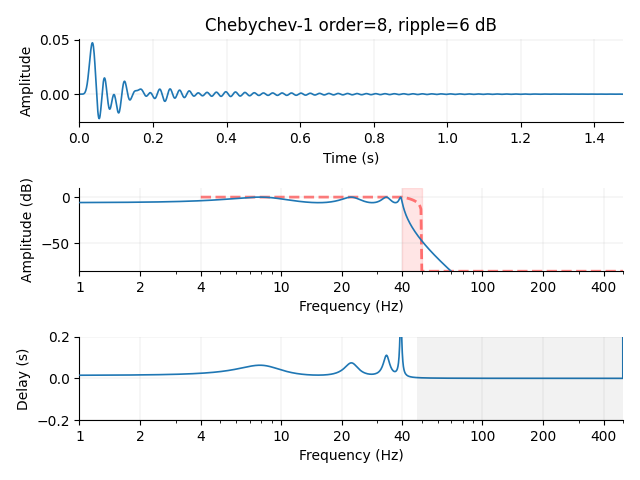 Chebychev-1 order=8, ripple=6 dB
0.05
0.00
Amplitude
0.0 0.2 0.4 0.6 0.8 1.0 1.2 1.4
Time (s)
0
−50
Amplitude (dB)
1 2 4 10 20 40 100 200 400
Frequency (Hz)
0.2
0.0
−0.2
Delay (s)
1 2 4 10 20 40 100 200 400
Frequency (Hz)